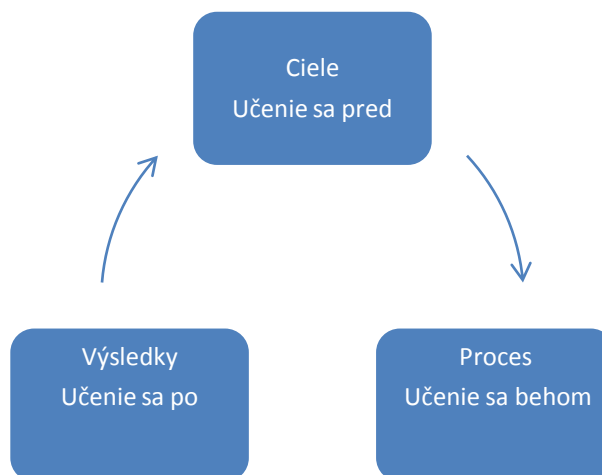 Ciele
Učenie sa pred
Výsledky
Učenie sa po
Proces
Učenie sa behom